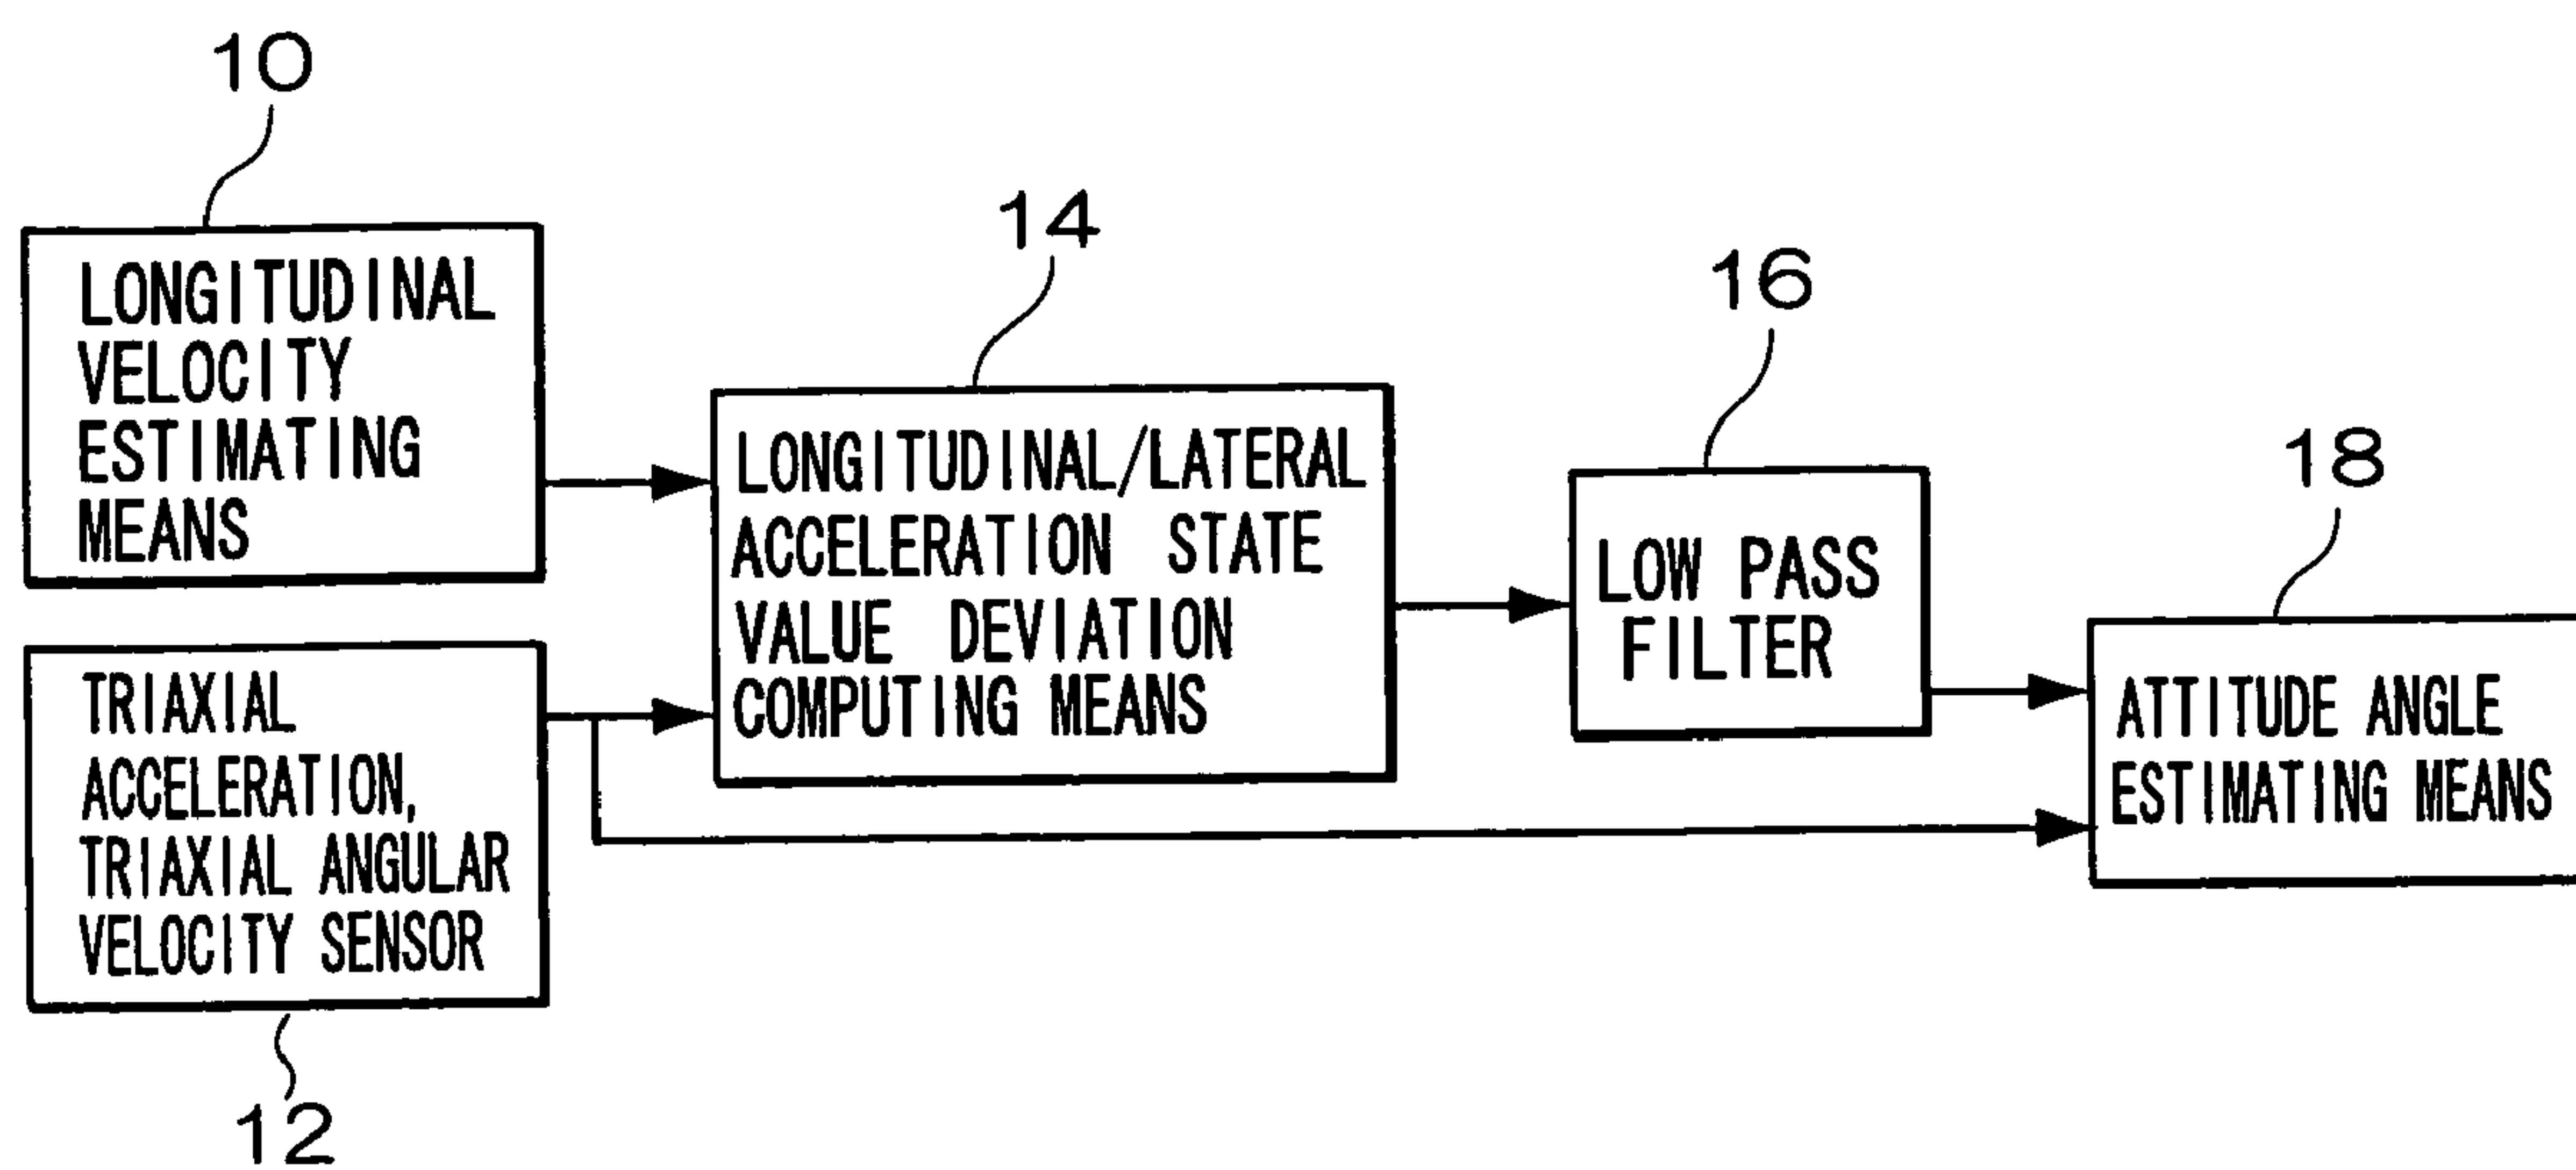 10
LONGITUDINAL
VELOCITY
ESTIMATING
MEANS
14
LONGITUDINAL/LATERAL
ACCELERATION STATE
VALUE DEVIATION
COMPUTING MEANS
16
LOW PASS
FILTER
18
ATTITUDE ANGLE
ESTIMATING MEANS
TRIAXIAL
ACCELERATION,
TRIAXIAL ANGULAR
VELOCITY SENSOR
12